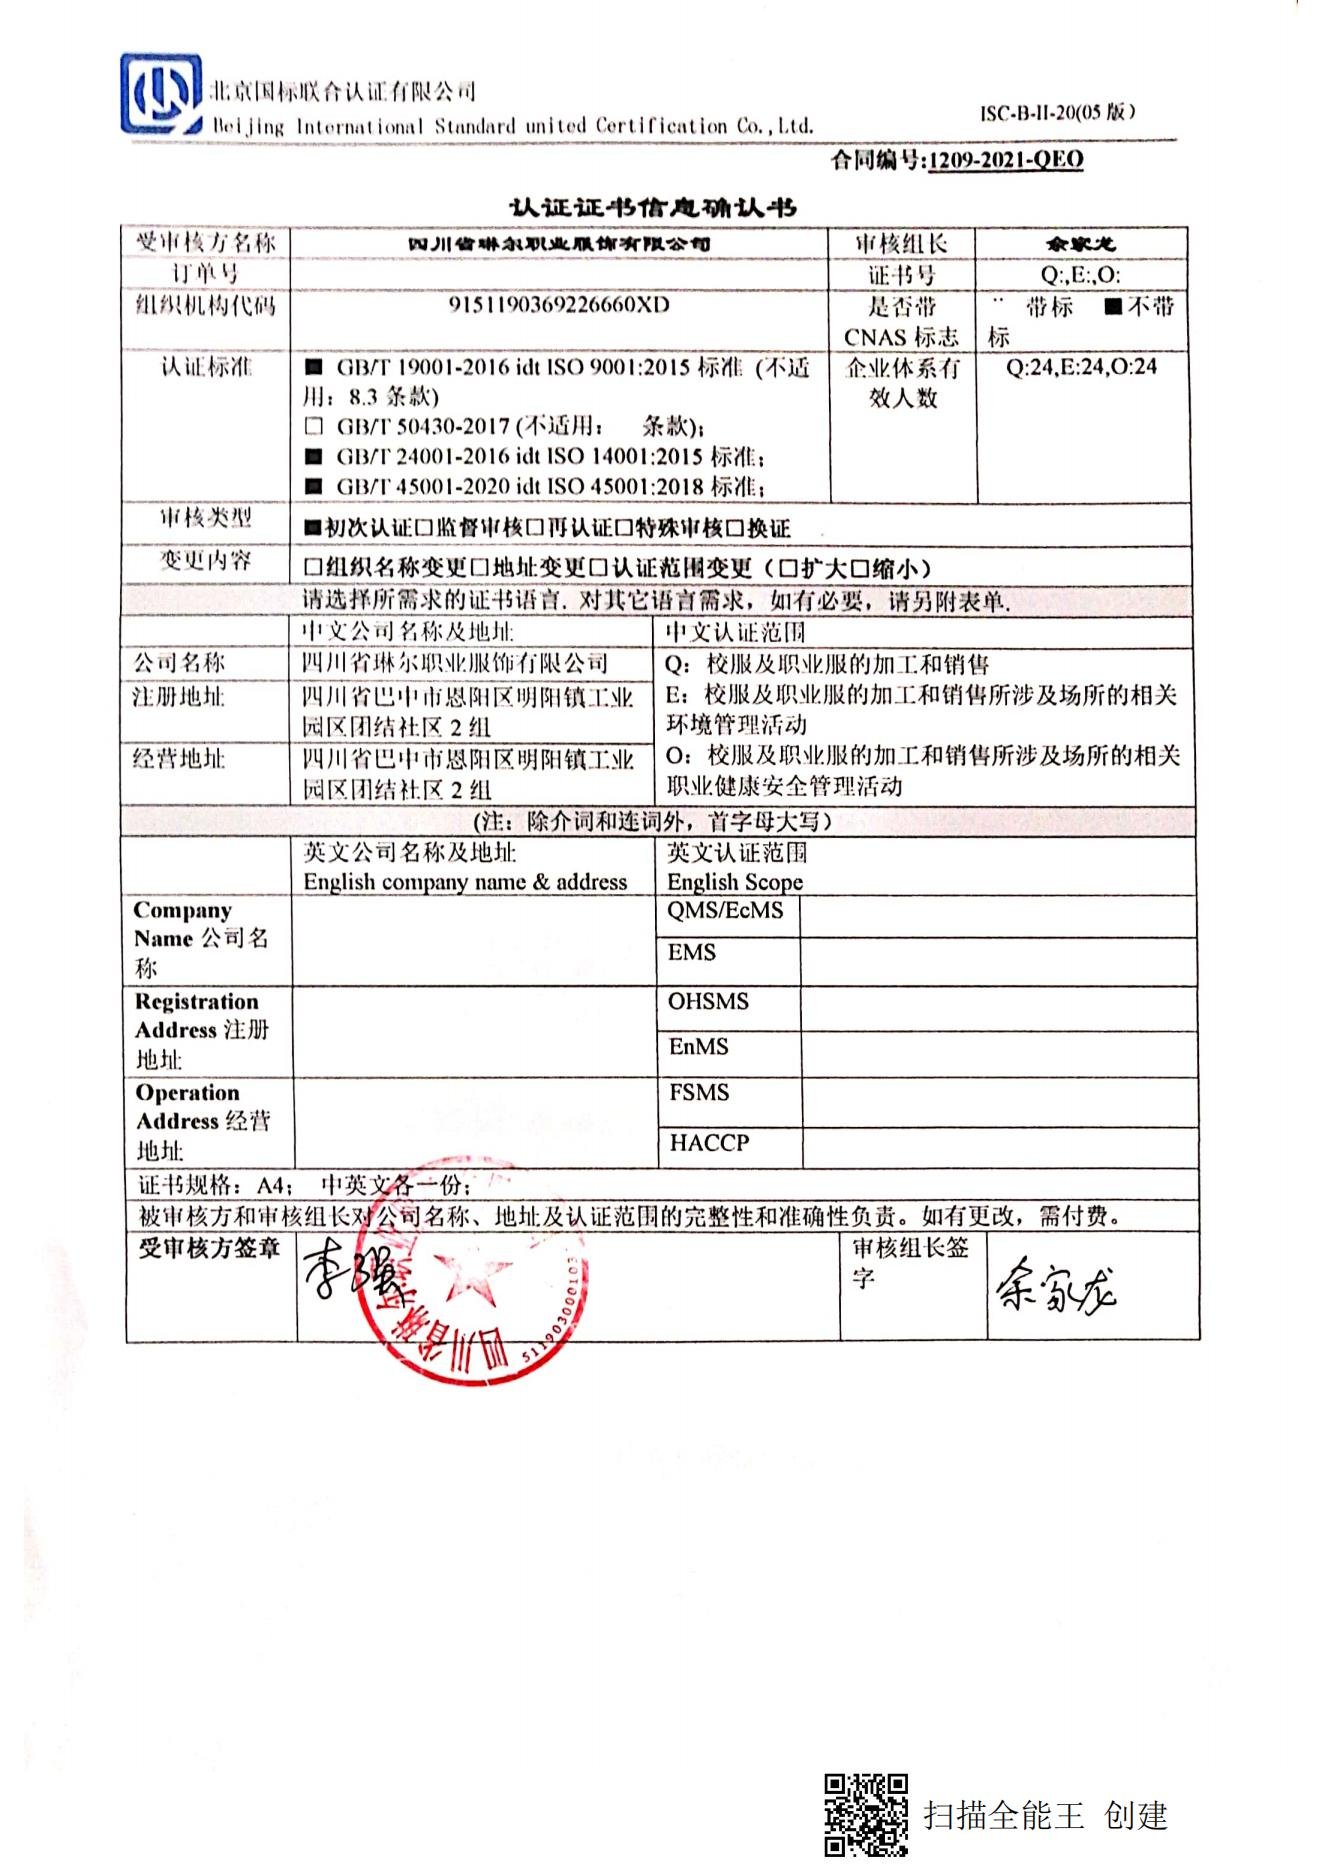 北京国标联合认证有限公司
Beijing International Standard united Certification Co.,Ltd.
ISC-B-II-20(05版)
合同编号:1209-2021-QEO
认证证书信息确认书
受审核方名称 四川省琳尔职业服饰有限公司 审核组长 余家龙
订单号 证书号 Q:,E:,O:
组织机构代码 9151190369226660XD 是否带 ¨ 带标 ■不带
CNAS 标志 标
认证标准 ■ GB/T 19001-2016 idt ISO 9001:2015 标准 (不适 企业体系有 Q:24,E:24,O:24
用：8.3 条款) 效人数
□ GB/T 50430-2017 (不适用： 条款);
■ GB/T 24001-2016 idt ISO 14001:2015 标准；
■ GB/T 45001-2020 idt ISO 45001:2018 标准；
审核类型 ■初次认证□监督审核□再认证□特殊审核□换证
变更内容 □组织名称变更□地址变更□认证范围变更（□扩大□缩小）
请选择所需求的证书语言. 对其它语言需求，如有必要，请另附表单.
中文公司名称及地址 中文认证范围
公司名称 四川省琳尔职业服饰有限公司 Q：校服及职业服的加工和销售
注册地址 四川省巴中市恩阳区明阳镇工业 E：校服及职业服的加工和销售所涉及场所的相关
园区团结社区 2 组 环境管理活动
经营地址 四川省巴中市恩阳区明阳镇工业 O：校服及职业服的加工和销售所涉及场所的相关
园区团结社区 2 组 职业健康安全管理活动
(注：除介词和连词外，首字母大写）
英文公司名称及地址 英文认证范围
English company name & address English Scope
Company QMS/EcMS
Name 公司名
称 EMS
Registration OHSMS
Address 注册
地址 EnMS
Operation FSMS
Address 经营
地址 HACCP
证书规格：A4； 中英文各一份；
被审核方和审核组长对公司名称、地址及认证范围的完整性和准确性负责。如有更改，需付费。
受审核方签章 李强 审核组长签
字 余家龙
四川省琳尔
511903000103
扫描全能王 创建